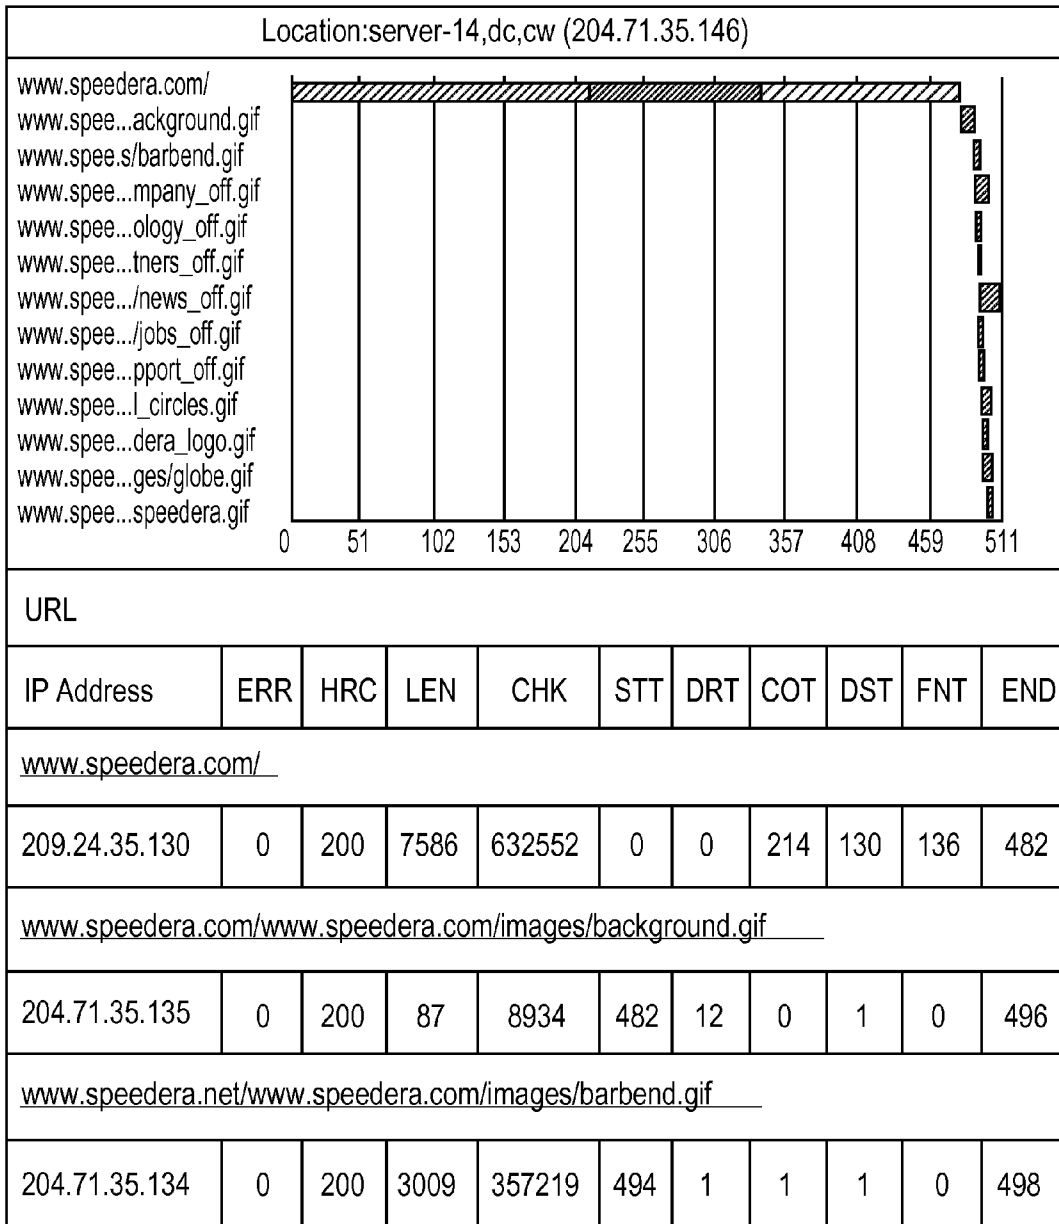 Location:server-14,dc,cw (204.71.35.146)
www.speedera.com/
www.spee...ackground.gif
www.spee.s/barbend.gif
www.spee...mpany_off.gif
www.spee...ology_off.gif
www.spee...tners_off.gif
www.spee.../news_off.gif
www.spee.../jobs_off.gif
www.spee...pport_off.gif
www.spee...l_circles.gif
www.spee...dera_logo.gif
www.spee...ges/globe.gif
www.spee...speedera.gif
0 51 102 153 204 255 306 357 408 459 511
URL
IP Address ERR HRC LEN CHK STT DRT COT DST FNT END
www.speedera.com/
209.24.35.130 0 200 7586 632552 0 0 214 130 136 482
www.speedera.com/www.speedera.com/images/background.gif
204.71.35.135 0 200 87 8934 482 12 0 1 0 496
www.speedera.net/www.speedera.com/images/barbend.gif
204.71.35.134 0 200 3009 357219 494 1 1 1 0 498